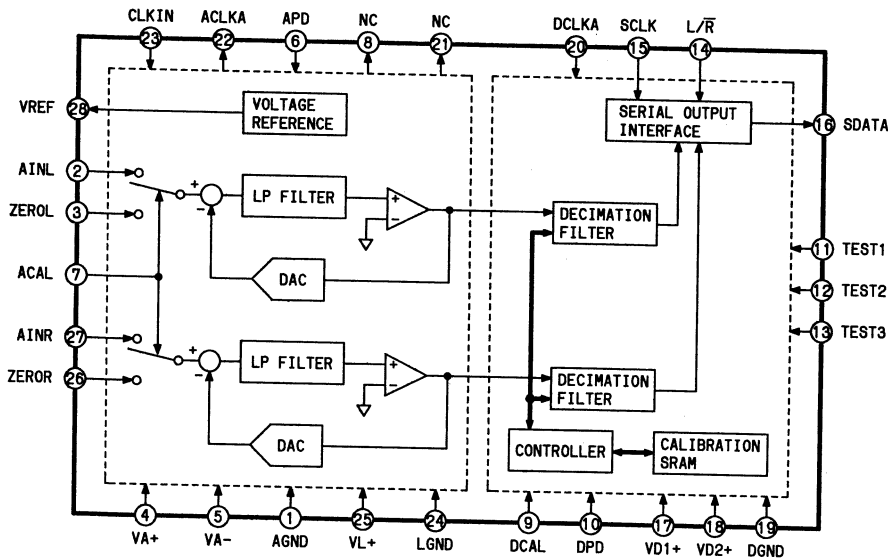 CLKIN ACLKA APD NC NC DCLKA SCLK L/R̅
23 22 6 8 21 20 15 14
VREF 28 VOLTAGE REFERENCE
SERIAL OUTPUT INTERFACE 16 SDATA
AINL 2
+ − LP FILTER + −
ZEROL 3
DECIMATION FILTER
11 TEST1
ACAL 7
DAC
12 TEST2
13 TEST3
AINR 27
+ − LP FILTER + −
ZEROR 26
DECIMATION FILTER
DAC
CONTROLLER CALIBRATION SRAM
4 5 1 25 24 9 10 17 18 19
VA+ VA- AGND VL+ LGND DCAL DPD VD1+ VD2+ DGND